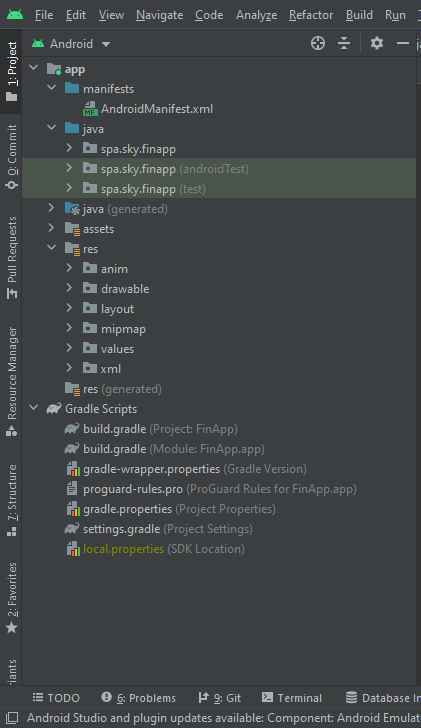 File Edit View Navigate Code Analyze Refactor Build Run
Android
1: Project
0: Commit
Pull Requests
Resource Manager
7: Structure
2: Favorites
app
manifests
AndroidManifest.xml
java
spa.sky.finapp
spa.sky.finapp (androidTest)
spa.sky.finapp (test)
java (generated)
assets
res
anim
drawable
layout
mipmap
values
xml
res (generated)
Gradle Scripts
build.gradle (Project: FinApp)
build.gradle (Module: FinApp.app)
gradle-wrapper.properties (Gradle Version)
proguard-rules.pro (ProGuard Rules for FinApp.app)
gradle.properties (Project Properties)
settings.gradle (Project Settings)
local.properties (SDK Location)
TODO 6: Problems 9: Git Terminal Database In
Android Studio and plugin updates available: Component: Android Emulat